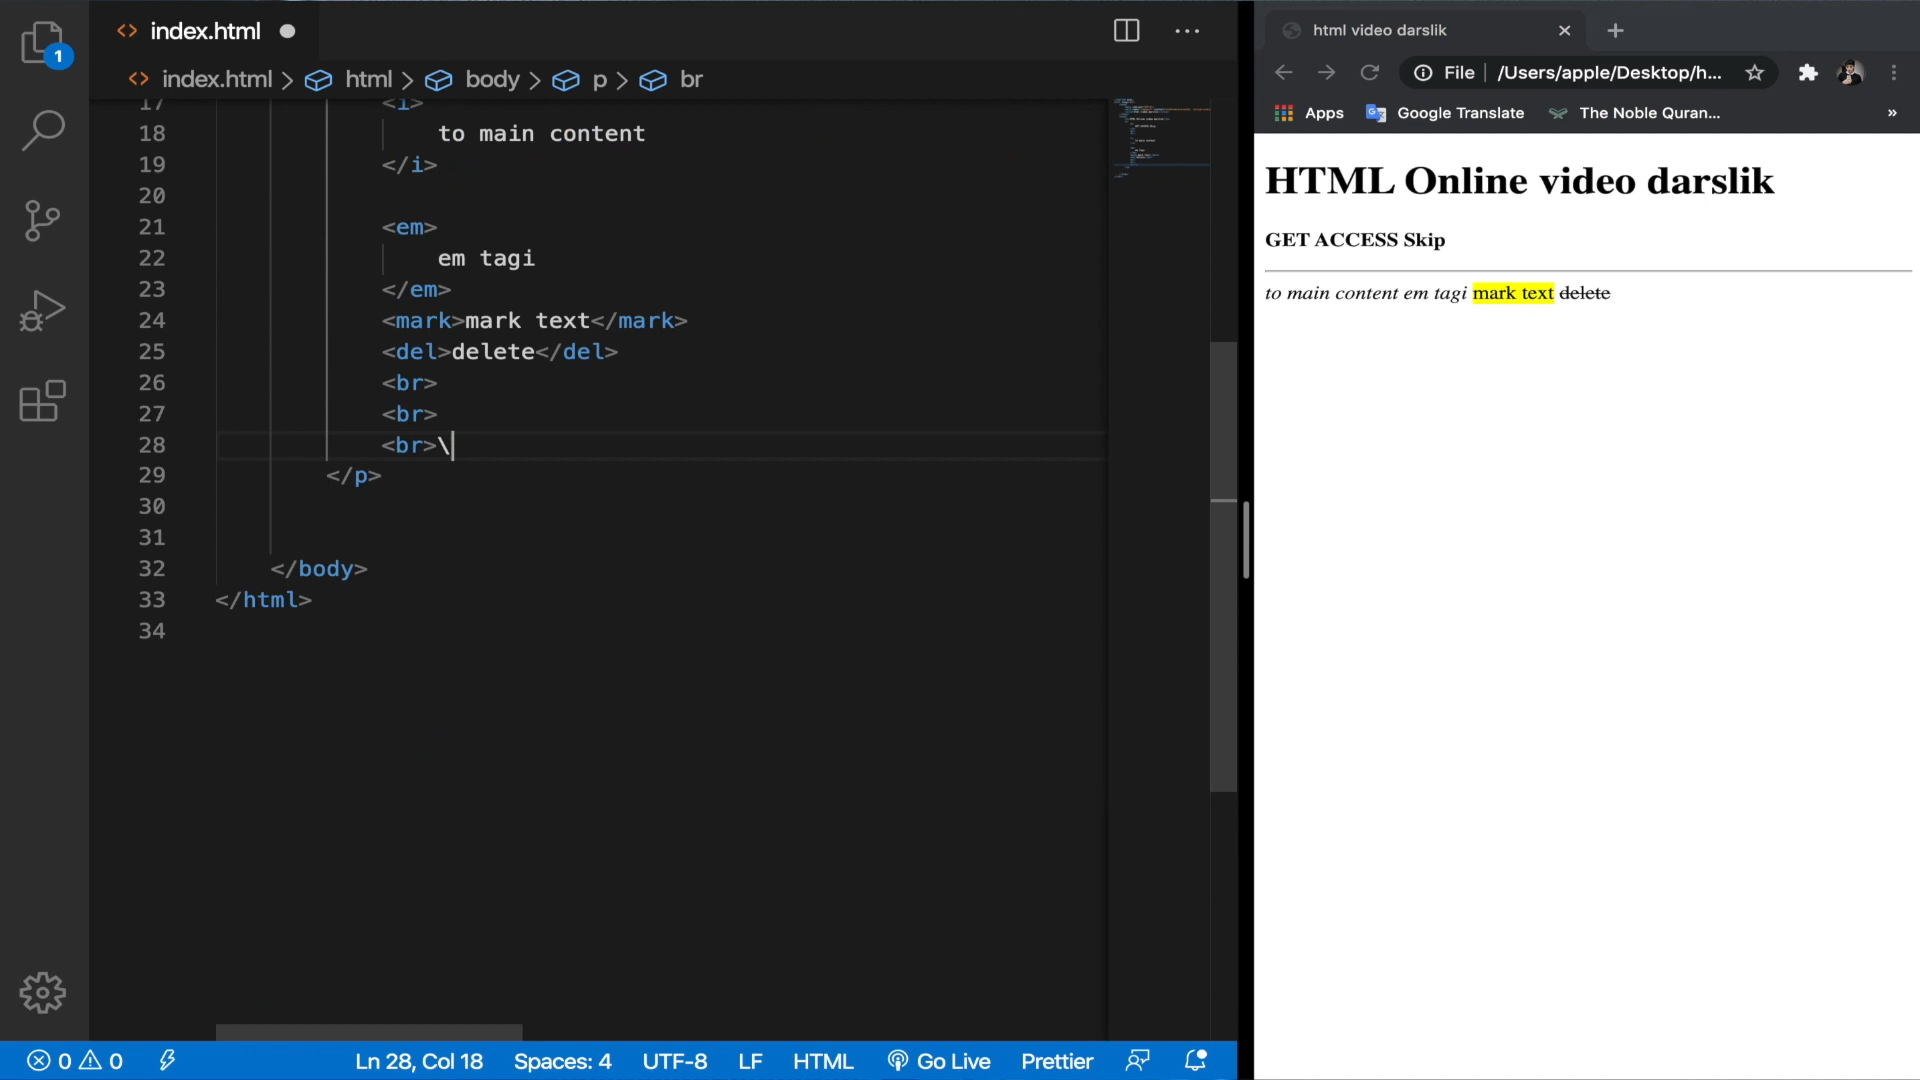 1
<> index.html
<> index.html > html > body > p > br
17 <i>
18 to main content
19 </i>
20
21 <em>
22 em tagi
23 </em>
24 <mark>mark text</mark>
25 <del>delete</del>
26 <br>
27 <br>
28 <br>\
29 </p>
30
31
32 </body>
33 </html>
34
0 0
Ln 28, Col 18 Spaces: 4 UTF-8 LF HTML Go Live Prettier
html video darslik
File /Users/apple/Desktop/h...
Apps Google Translate The Noble Quran... »
HTML Online video darslik
GET ACCESS Skip
to main content em tagi mark text delete